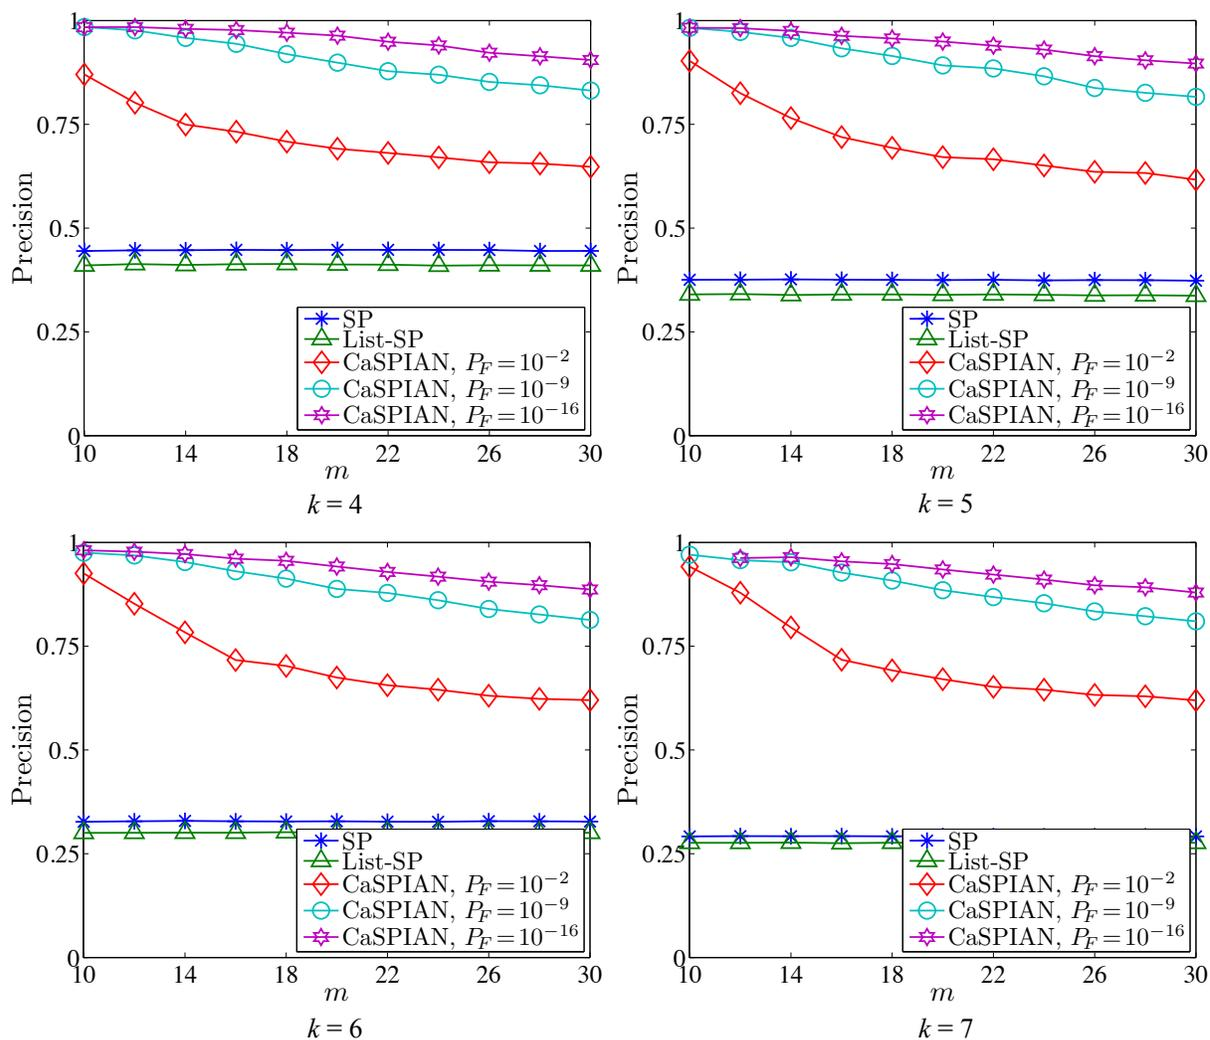 1
0.75
0.5
0.25
0
Precision
SP
List-SP
CaSPIAN, P_F = 10^{-2}
CaSPIAN, P_F = 10^{-9}
CaSPIAN, P_F = 10^{-16}
10 14 18 22 26 30
m
k = 4
1
0.75
0.5
0.25
0
Precision
SP
List-SP
CaSPIAN, P_F = 10^{-2}
CaSPIAN, P_F = 10^{-9}
CaSPIAN, P_F = 10^{-16}
10 14 18 22 26 30
m
k = 5
1
0.75
0.5
0.25
0
Precision
SP
List-SP
CaSPIAN, P_F = 10^{-2}
CaSPIAN, P_F = 10^{-9}
CaSPIAN, P_F = 10^{-16}
10 14 18 22 26 30
m
k = 6
1
0.75
0.5
0.25
0
Precision
SP
List-SP
CaSPIAN, P_F = 10^{-2}
CaSPIAN, P_F = 10^{-9}
CaSPIAN, P_F = 10^{-16}
10 14 18 22 26 30
m
k = 7